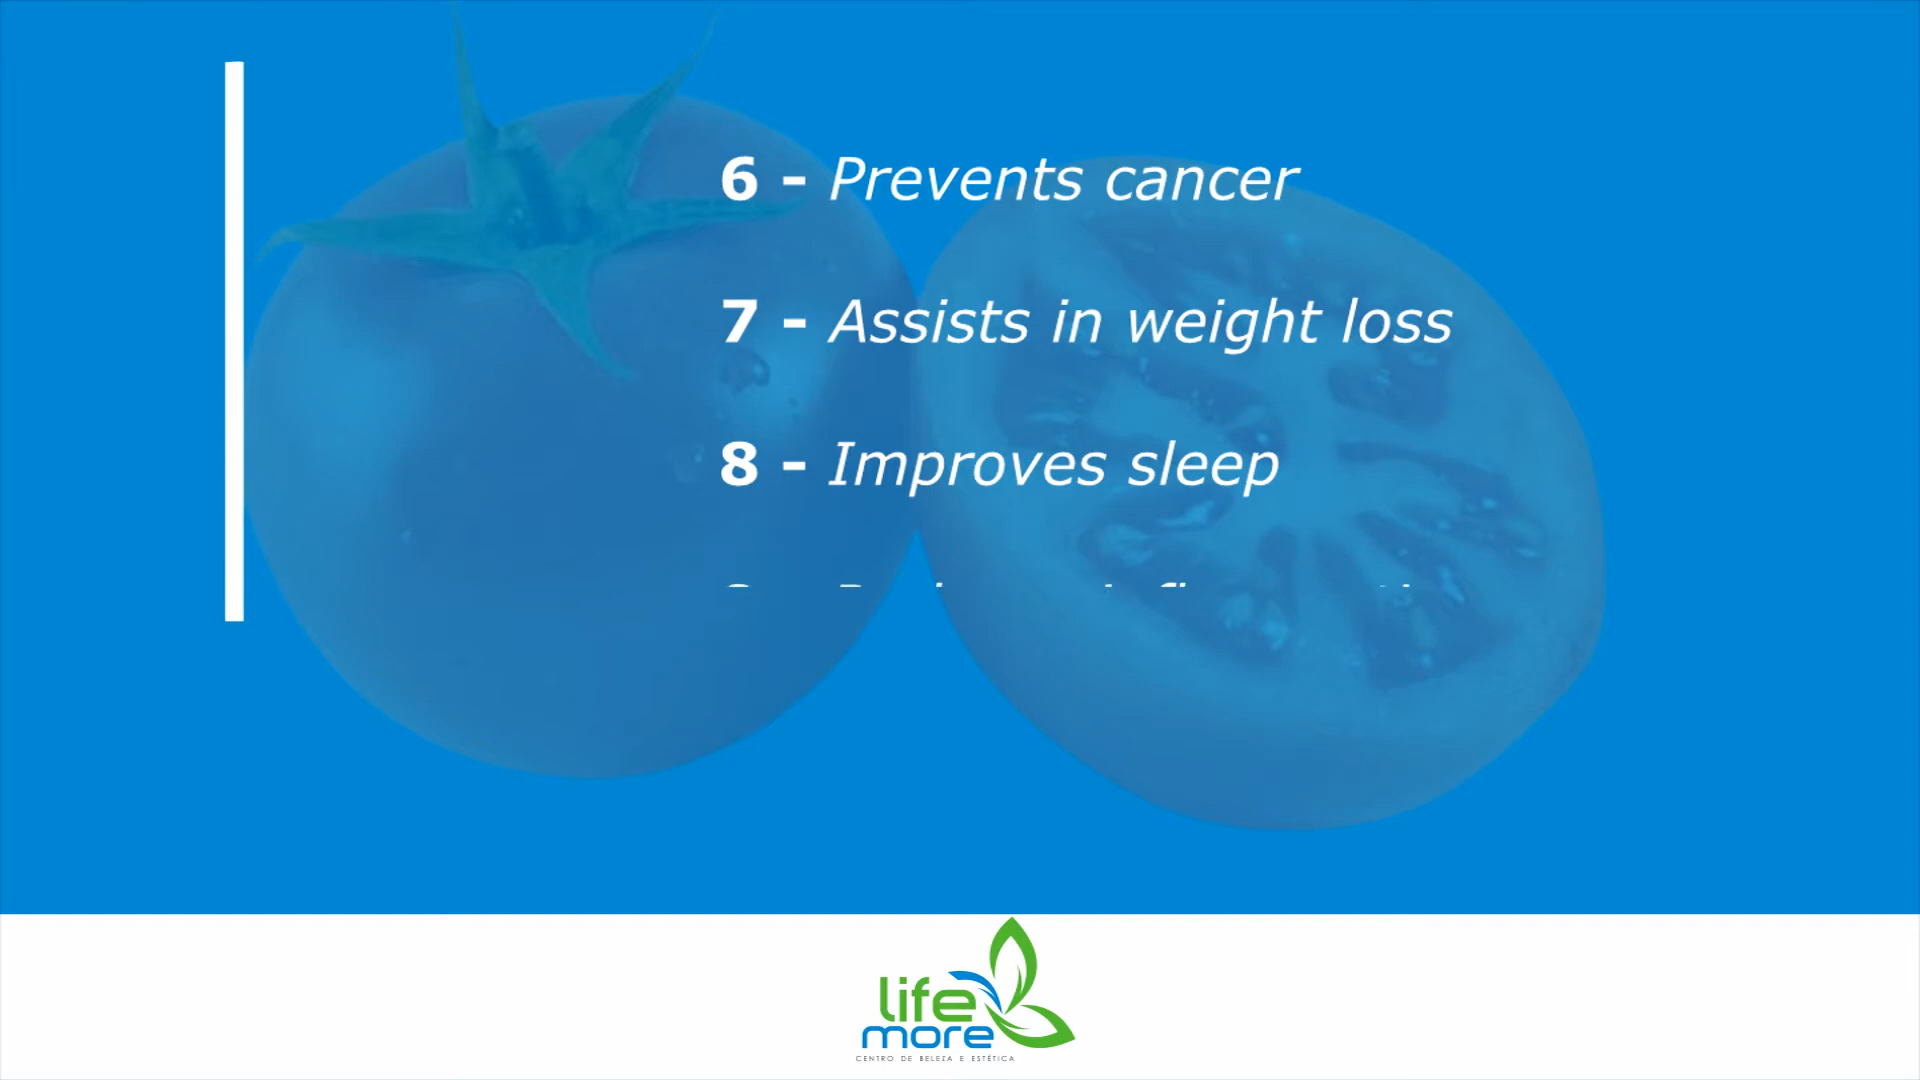 6 - Prevents cancer
7 - Assists in weight loss
8 - Improves sleep
life
more
CENTRO DE BELEZA E ESTÉTICA